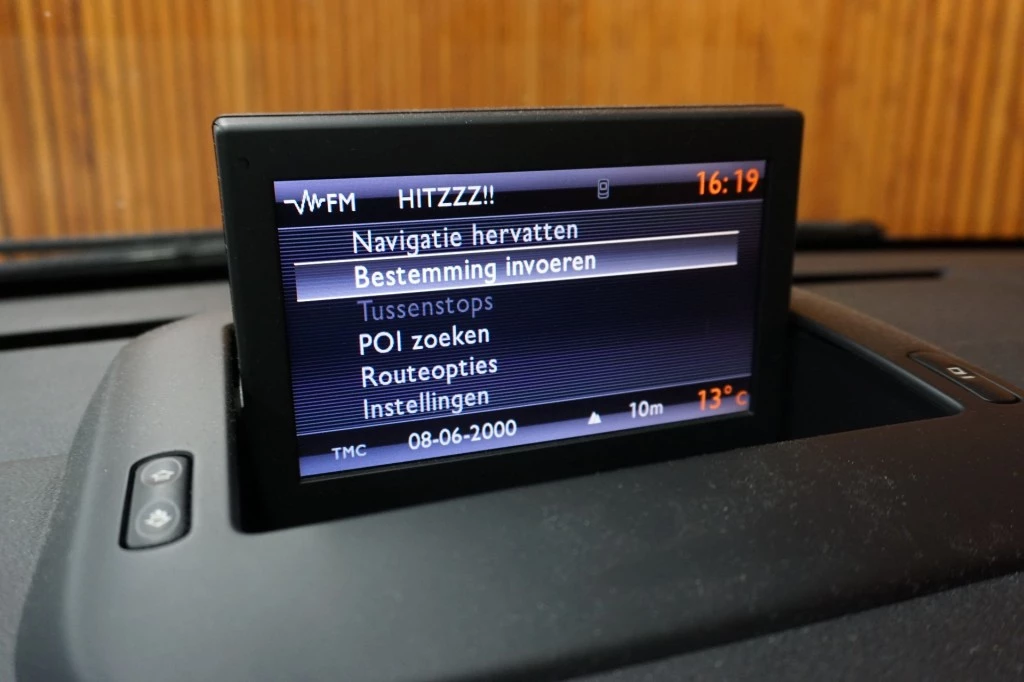 FM HITZZZ!! 16:19
Navigatie hervatten
Bestemming invoeren
Tussenstops
POI zoeken
Routeopties
Instellingen
TMC 08-06-2000 10m 13°C